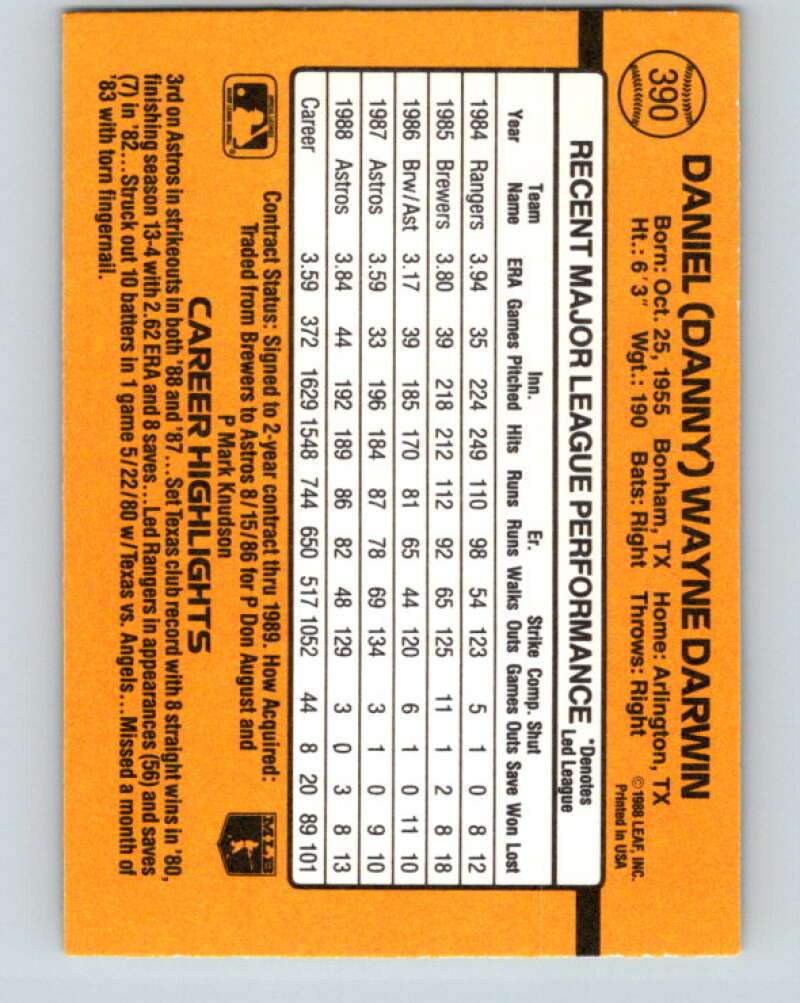 390
DANIEL (DANNY) WAYNE DARWIN
Born: Oct. 25, 1955 Bonham, TX Home: Arlington, TX
Ht.: 6'3" Wgt.: 190 Bats: Right Throws: Right
©1988 LEAF, INC.
Printed in USA
RECENT MAJOR LEAGUE PERFORMANCE *Denotes Led League
Year Team Name ERA Games Inn. Pitched Hits Runs Er. Runs Walks Strike Outs Comp. Games Shut Outs Save Won Lost
1984 Rangers 3.94 35 224 249 110 98 54 123 5 1 0 8 12
1985 Brewers 3.80 39 218 212 112 92 65 125 11 1 2 8 18
1986 Brw/Ast 3.17 39 185 170 81 65 44 120 6 1 0 11 10
1987 Astros 3.59 33 196 184 87 78 69 134 3 1 0 9 10
1988 Astros 3.84 44 192 189 86 82 48 129 3 0 3 8 13
Career 3.59 372 1629 1548 744 650 517 1052 44 8 20 89 101
Contract Status: Signed to 2-year contract thru 1989. How Acquired:
Traded from Brewers to Astros 8/15/86 for P Don August and
P Mark Knudson
MLB
CAREER HIGHLIGHTS
3rd on Astros in strikeouts in both '88 and '87...Set Texas club record with 8 straight wins in '80,
finishing season 13-4 with 2.62 ERA and 8 saves...Led Rangers in appearances (56) and saves
(7) in '82...Struck out 10 batters in 1 game 5/22/80 w/Texas vs. Angels...Missed a month of
'83 with torn fingernail.